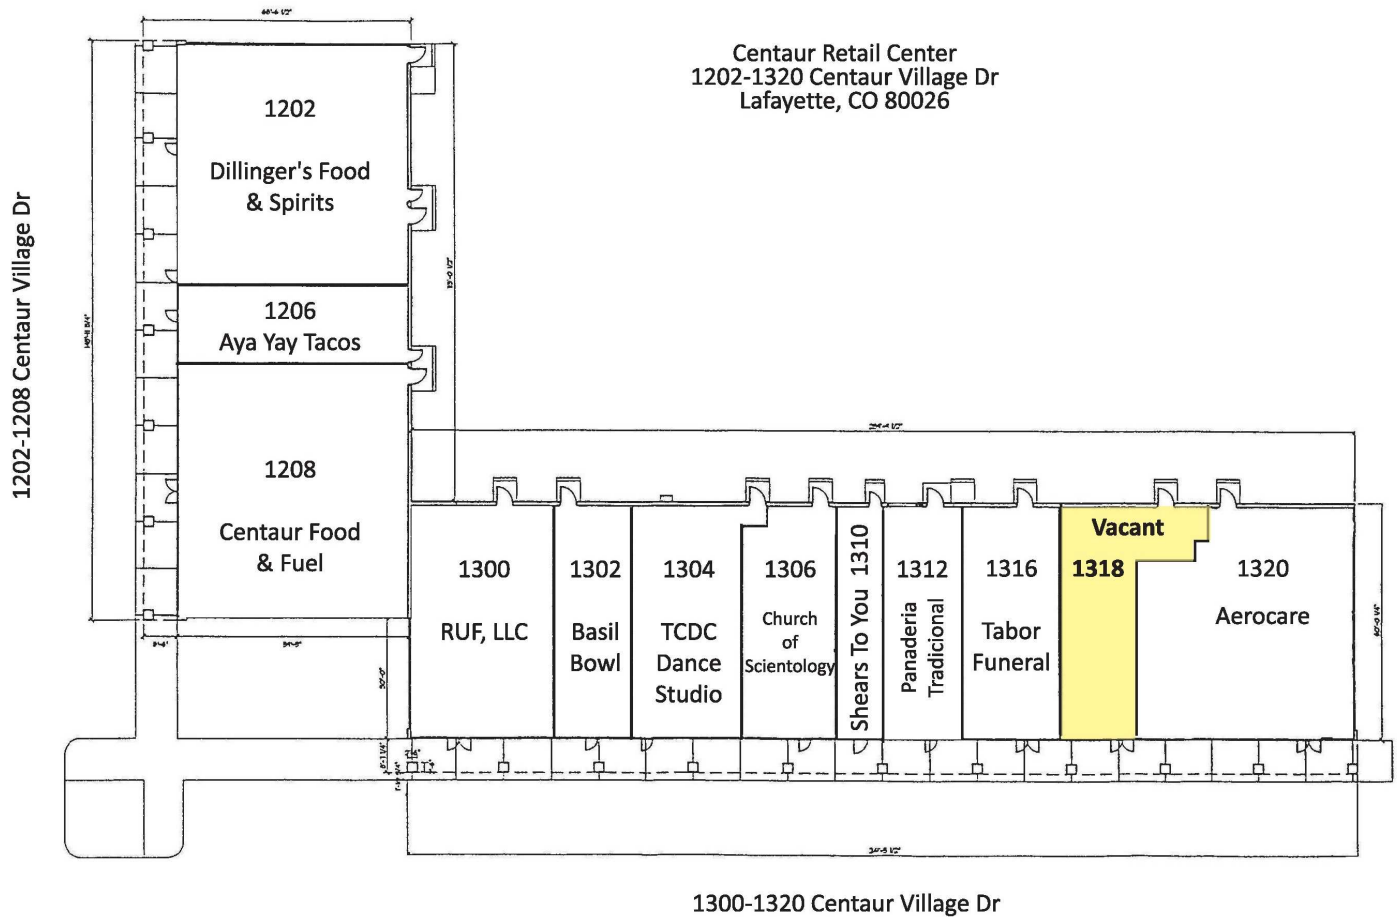 Centaur Retail Center
1202-1320 Centaur Village Dr
Lafayette, CO 80026
1202-1208 Centaur Village Dr
1202
Dillinger's Food
& Spirits
1206
Aya Yay Tacos
1208
Centaur Food
& Fuel
1300
RUF, LLC
1302
Basil
Bowl
1304
TCDC
Dance
Studio
1306
Church
of
Scientology
Shears To You 1310
1312
Panaderia
Tradicional
1316
Tabor
Funeral
Vacant
1318
1320
Aerocare
1300-1320 Centaur Village Dr